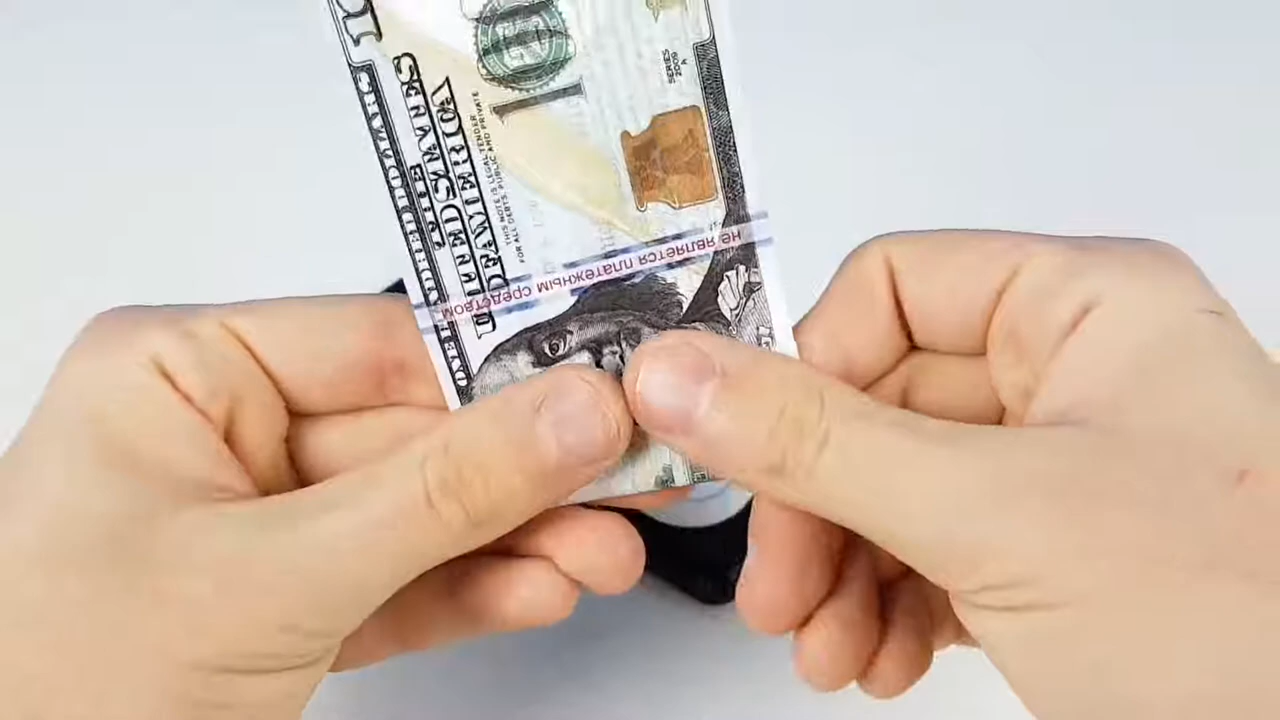 100
SERIES
2009
A
THIS NOTE IS LEGAL TENDER
FOR ALL DEBTS, PUBLIC AND PRIVATE
THE
UNITED STATES
OF AMERICA
не является платежным средством